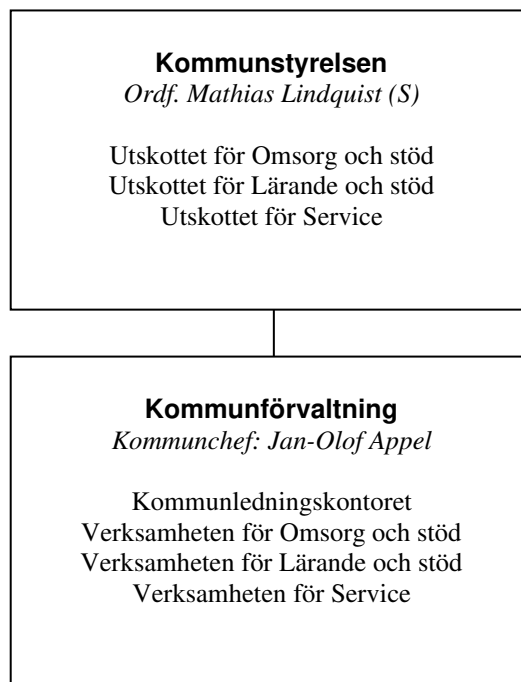 Kommunstyrelsen
Ordf. Mathias Lindquist (S)
Utskottet för Omsorg och stöd
Utskottet för Lärande och stöd
Utskottet för Service
Kommunförvaltning
Kommunchef: Jan-Olof Appel
Kommunledningskontoret
Verksamheten för Omsorg och stöd
Verksamheten för Lärande och stöd
Verksamheten för Service